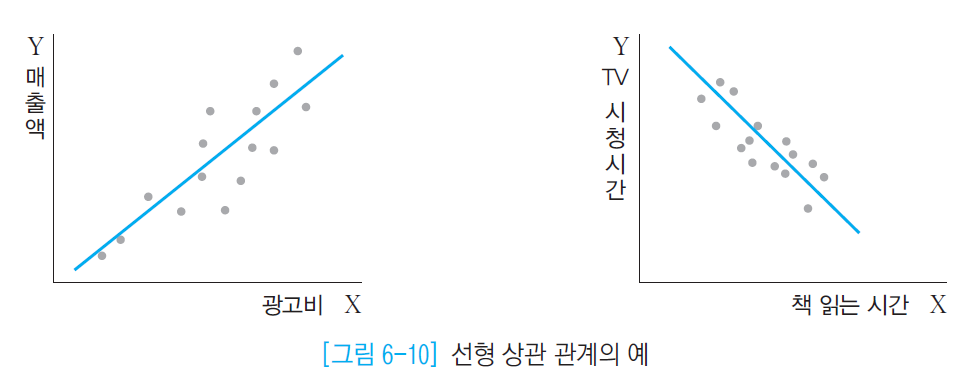 Y
매출액
광고비 X
Y
TV 시청시간
책 읽는 시간 X
[그림 6-10] 선형 상관 관계의 예